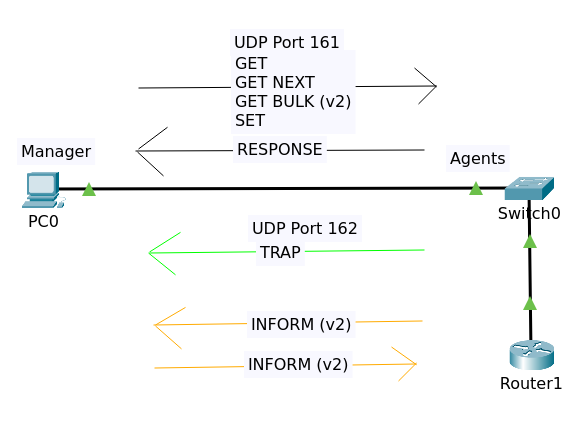 UDP Port 161
GET
GET NEXT
GET BULK (v2)
SET
RESPONSE
Manager
Agents
PC0
Switch0
UDP Port 162
TRAP
INFORM (v2)
INFORM (v2)
Router1